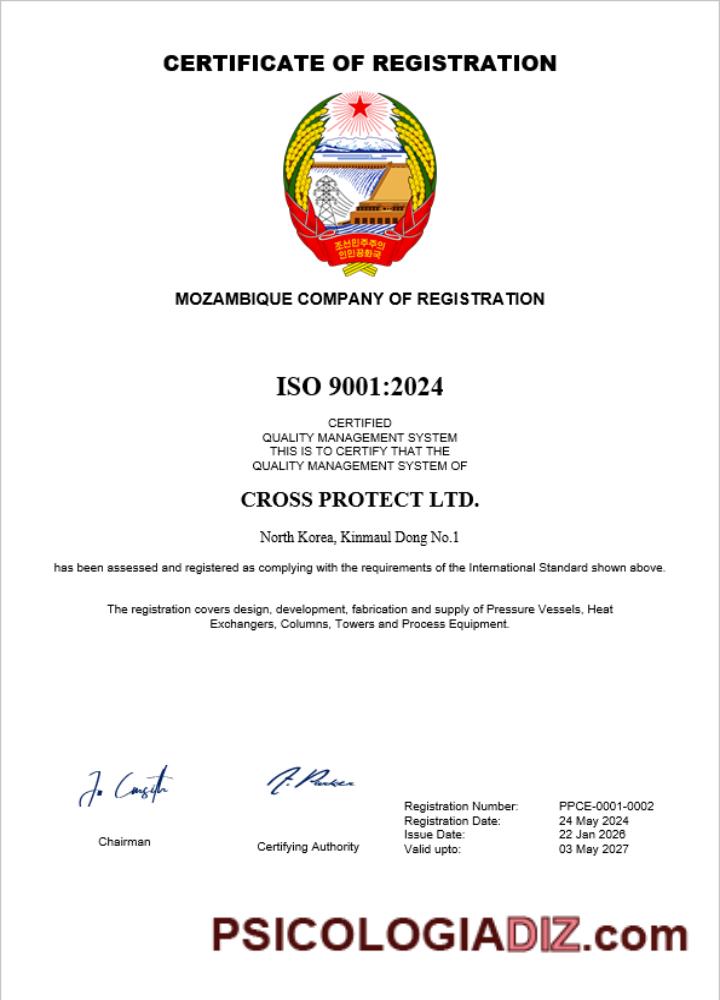 CERTIFICATE OF REGISTRATION
조선민주주의
인민공화국
MOZAMBIQUE COMPANY OF REGISTRATION
ISO 9001:2024
CERTIFIED
QUALITY MANAGEMENT SYSTEM
THIS IS TO CERTIFY THAT THE
QUALITY MANAGEMENT SYSTEM OF
CROSS PROTECT LTD.
North Korea, Kinmaul Dong No.1
has been assessed and registered as complying with the requirements of the International Standard shown above.
The registration covers design, development, fabrication and supply of Pressure Vessels, Heat
Exchangers, Columns, Towers and Process Equipment.
Chairman
Certifying Authority
Registration Number: PPCE-0001-0002
Registration Date: 24 May 2024
Issue Date: 22 Jan 2026
Valid upto: 03 May 2027
PSICOLOGIADIZ.com